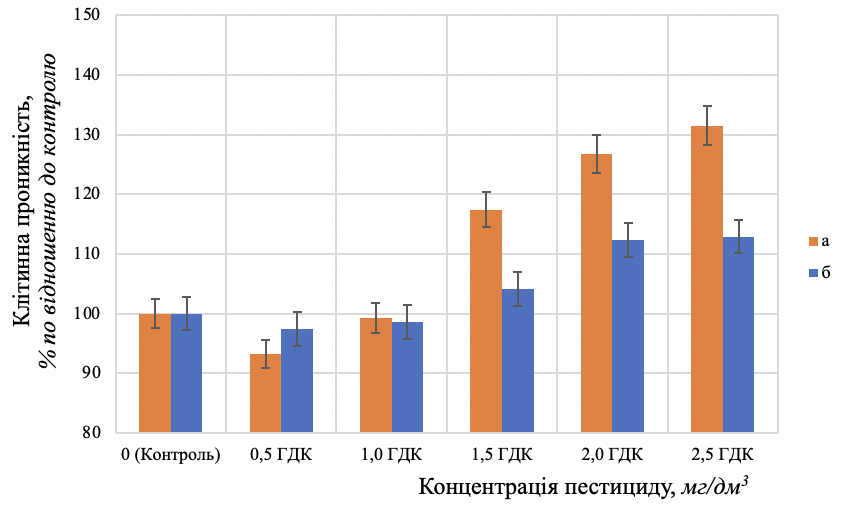 150
140
130
120
110
100
90
80
Клітинна проникність,
% по відношенню до контролю
0 (Контроль) 0,5 ГДК 1,0 ГДК 1,5 ГДК 2,0 ГДК 2,5 ГДК
Концентрація пестициду, мг/дм³
а
б